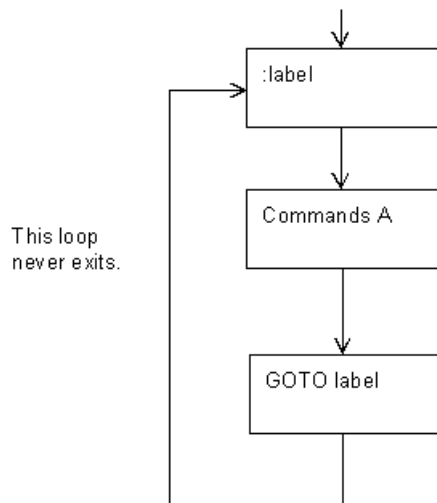 :label
Commands A
This loop
never exits.
GOTO label